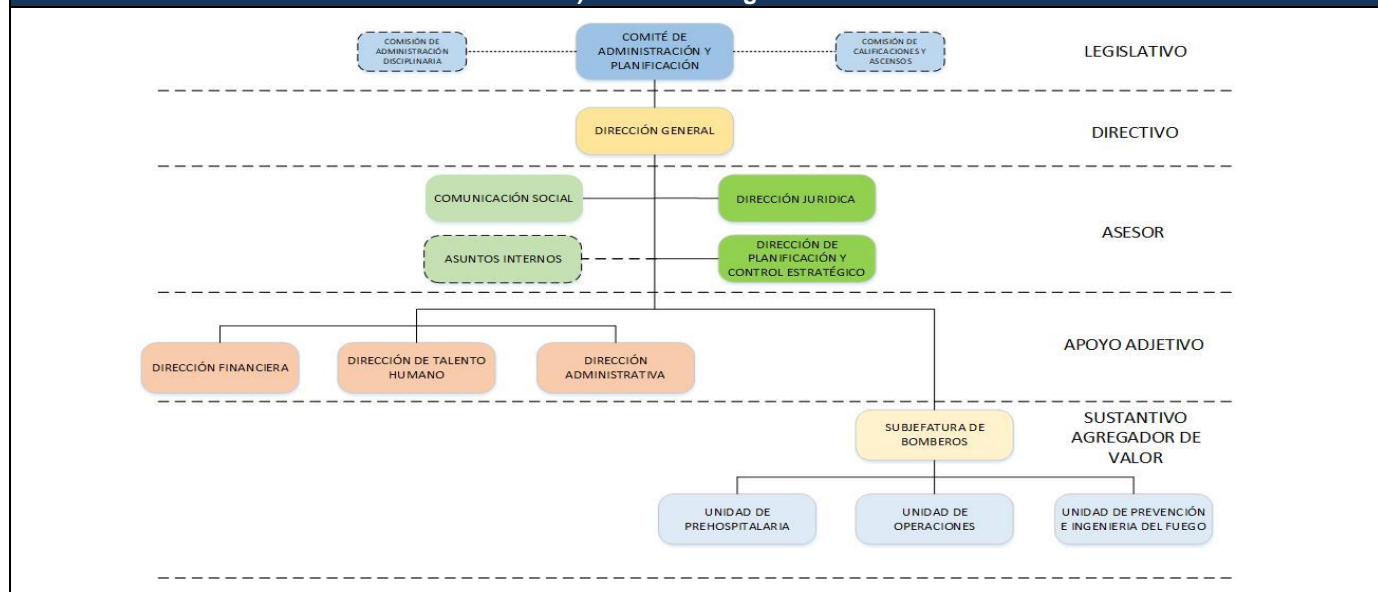 COMISIÓN DE
ADMINISTRACIÓN
DISCIPLINARIA
COMITÉ DE
ADMINISTRACIÓN Y
PLANIFICACIÓN
COMISIÓN DE
CALIFICACIONES Y
ASCENSOS
LEGISLATIVO
DIRECCIÓN GENERAL
DIRECTIVO
COMUNICACIÓN SOCIAL
DIRECCIÓN JURIDICA
ASUNTOS INTERNOS
DIRECCIÓN DE
PLANIFICACIÓN Y
CONTROL ESTRATÉGICO
ASESOR
DIRECCIÓN FINANCIERA
DIRECCIÓN DE TALENTO
HUMANO
DIRECCIÓN
ADMINISTRATIVA
APOYO ADJETIVO
SUBJEFATURA DE
BOMBEROS
SUSTANTIVO
AGREGADOR DE
VALOR
UNIDAD DE
PREHOSPITALARIA
UNIDAD DE
OPERACIONES
UNIDAD DE PREVENCIÓN
E INGENIERIA DEL FUEGO